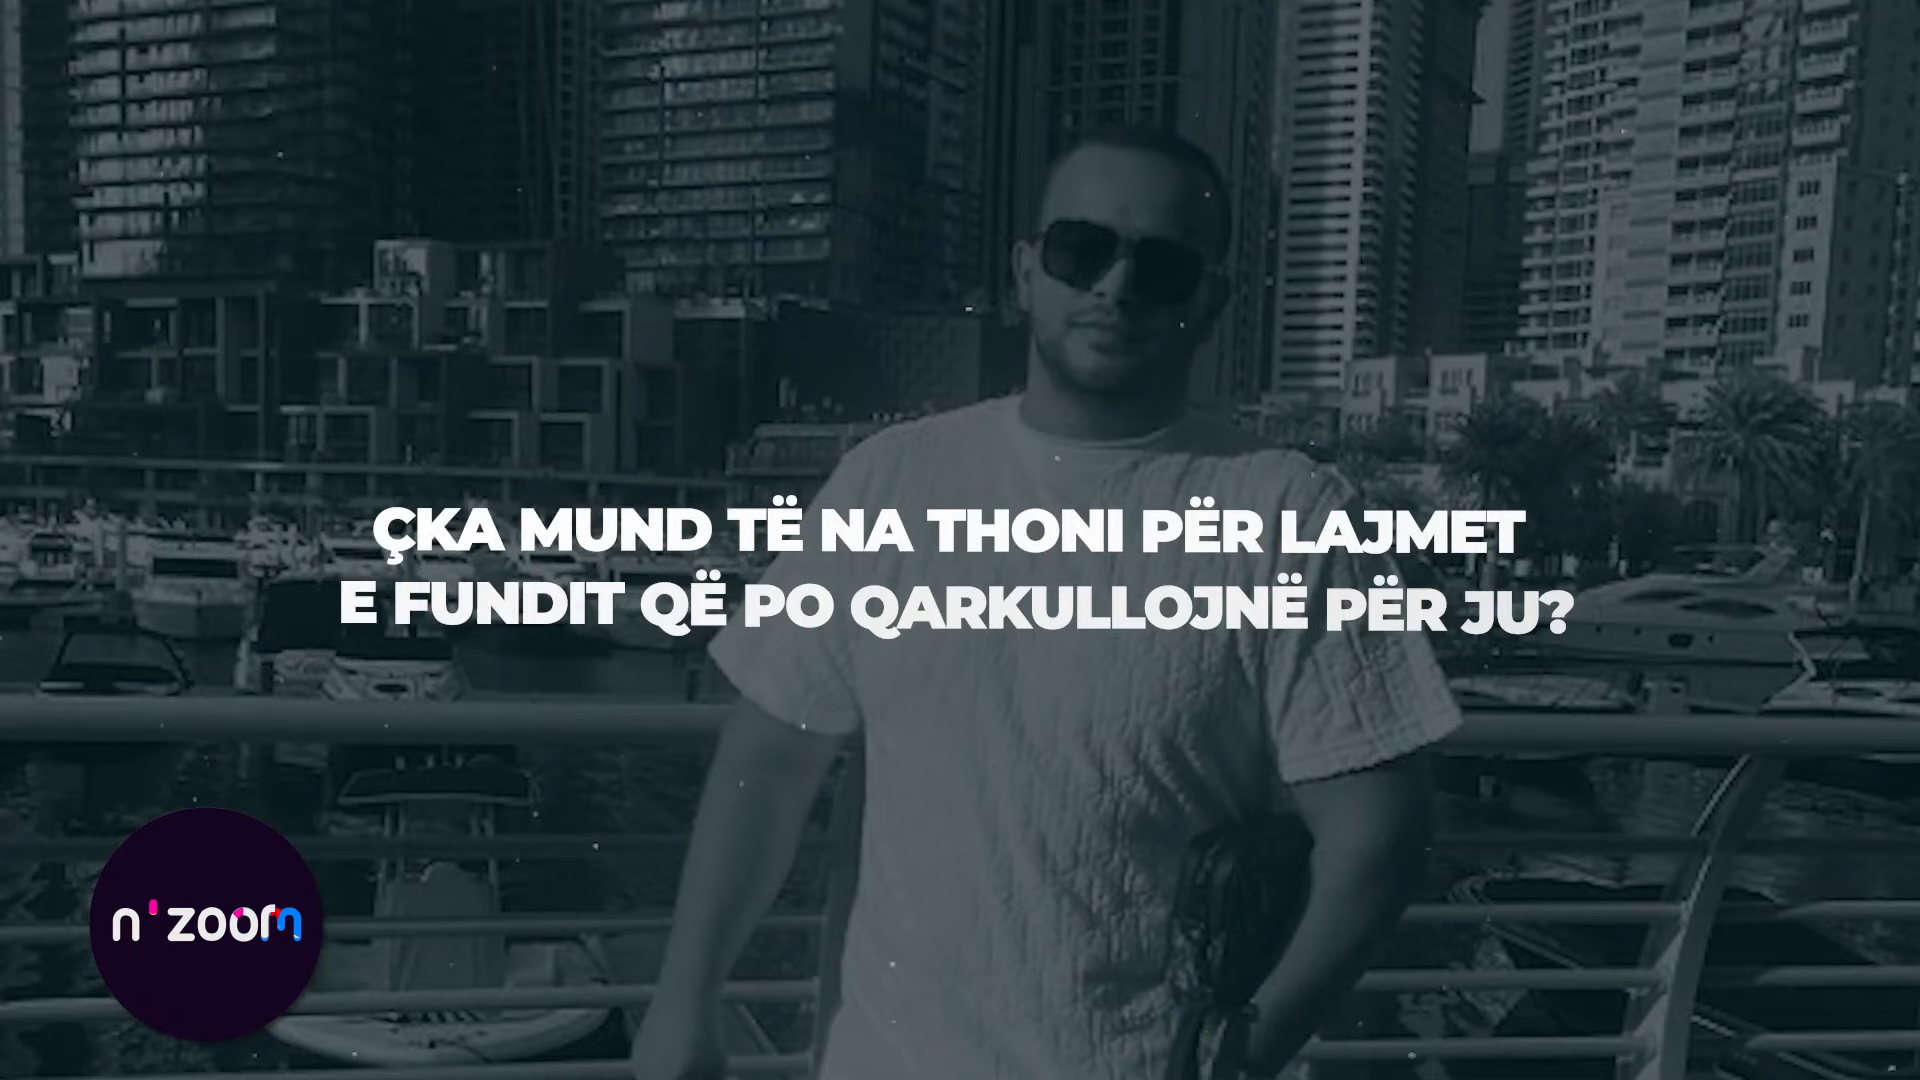 ÇKA MUND TË NA THONI PËR LAJMET
E FUNDIT QË PO QARKULLOJNË PËR JU?
n'zoom